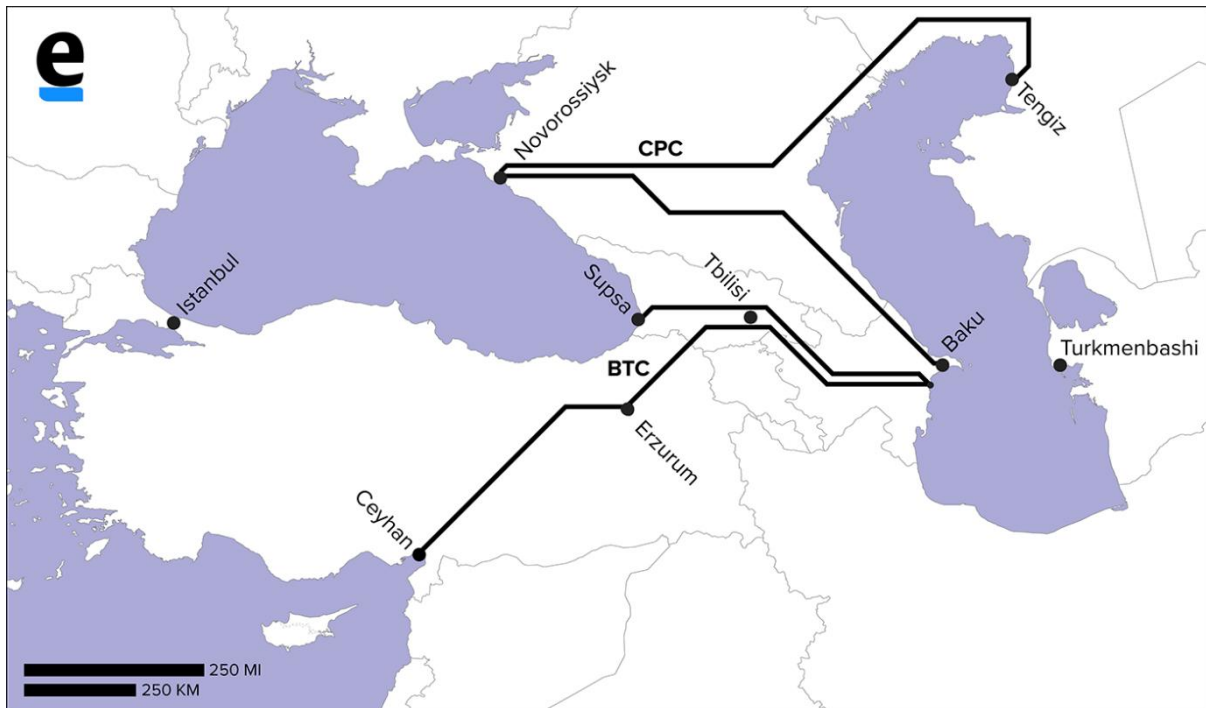 e
Novorossiysk
CPC
Tengiz
Istanbul
Supsa
Tbilisi
Baku
Turkmenbashi
BTC
Erzurum
Ceyhan
250 MI
250 KM